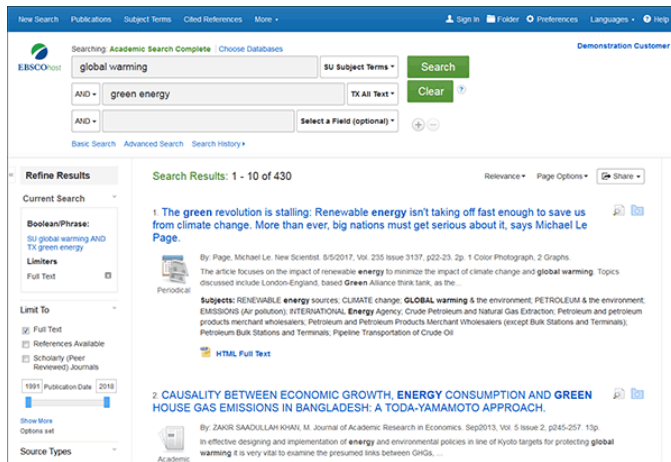 New Search Publications Subject Terms Cited References More Sign In Folder Preferences Languages Help
Demonstration Customer
EBSCOhost
Searching: Academic Search Complete Choose Databases
global warming SU Subject Terms Search
AND green energy TX All Text Clear ?
AND Select a Field (optional)
Basic Search Advanced Search Search History
Refine Results
Current Search
Boolean/Phrase:
SU global warming AND
TX green energy
Limiters
Full Text
Limit To
Full Text
References Available
Scholarly (Peer
Reviewed) Journals
1991 Publication Date 2018
Show More
Options set
Source Types
Search Results: 1 - 10 of 430 Relevance Page Options Share
1. The green revolution is stalling: Renewable energy isn't taking off fast enough to save us
from climate change. More than ever, big nations must get serious about it, says Michael Le
Page.
Periodical
By: Page, Michael Le. New Scientist. 8/5/2017, Vol. 235 Issue 3137, p22-23. 2p. 1 Color Photograph, 2 Graphs.
The article focuses on the impact of renewable energy to minimize the impact of climate change and global warming. Topics
discussed include London-England, based Green Alliance think tank, as the...
Subjects: RENEWABLE energy sources; CLIMATE change; GLOBAL warming & the environment; PETROLEUM & the environment;
EMISSIONS (Air pollution); INTERNATIONAL Energy Agency; Crude Petroleum and Natural Gas Extraction; Petroleum and petroleum
products merchant wholesalers; Petroleum and Petroleum Products Merchant Wholesalers (except Bulk Stations and Terminals);
Petroleum Bulk Stations and Terminals; Pipeline Transportation of Crude Oil
HTML Full Text
2. CAUSALITY BETWEEN ECONOMIC GROWTH, ENERGY CONSUMPTION AND GREEN
HOUSE GAS EMISSIONS IN BANGLADESH: A TODA-YAMAMOTO APPROACH.
Academic
By: ZAKIR SAADULLAH KHAN, M. Journal of Academic Research in Economics. Sep2013, Vol. 5 Issue 2, p245-257. 13p.
In effective designing and implementation of energy and environmental policies in line of Kyoto targets for protecting global
warming it is very vital to examine the presumed links between GHGs, ...